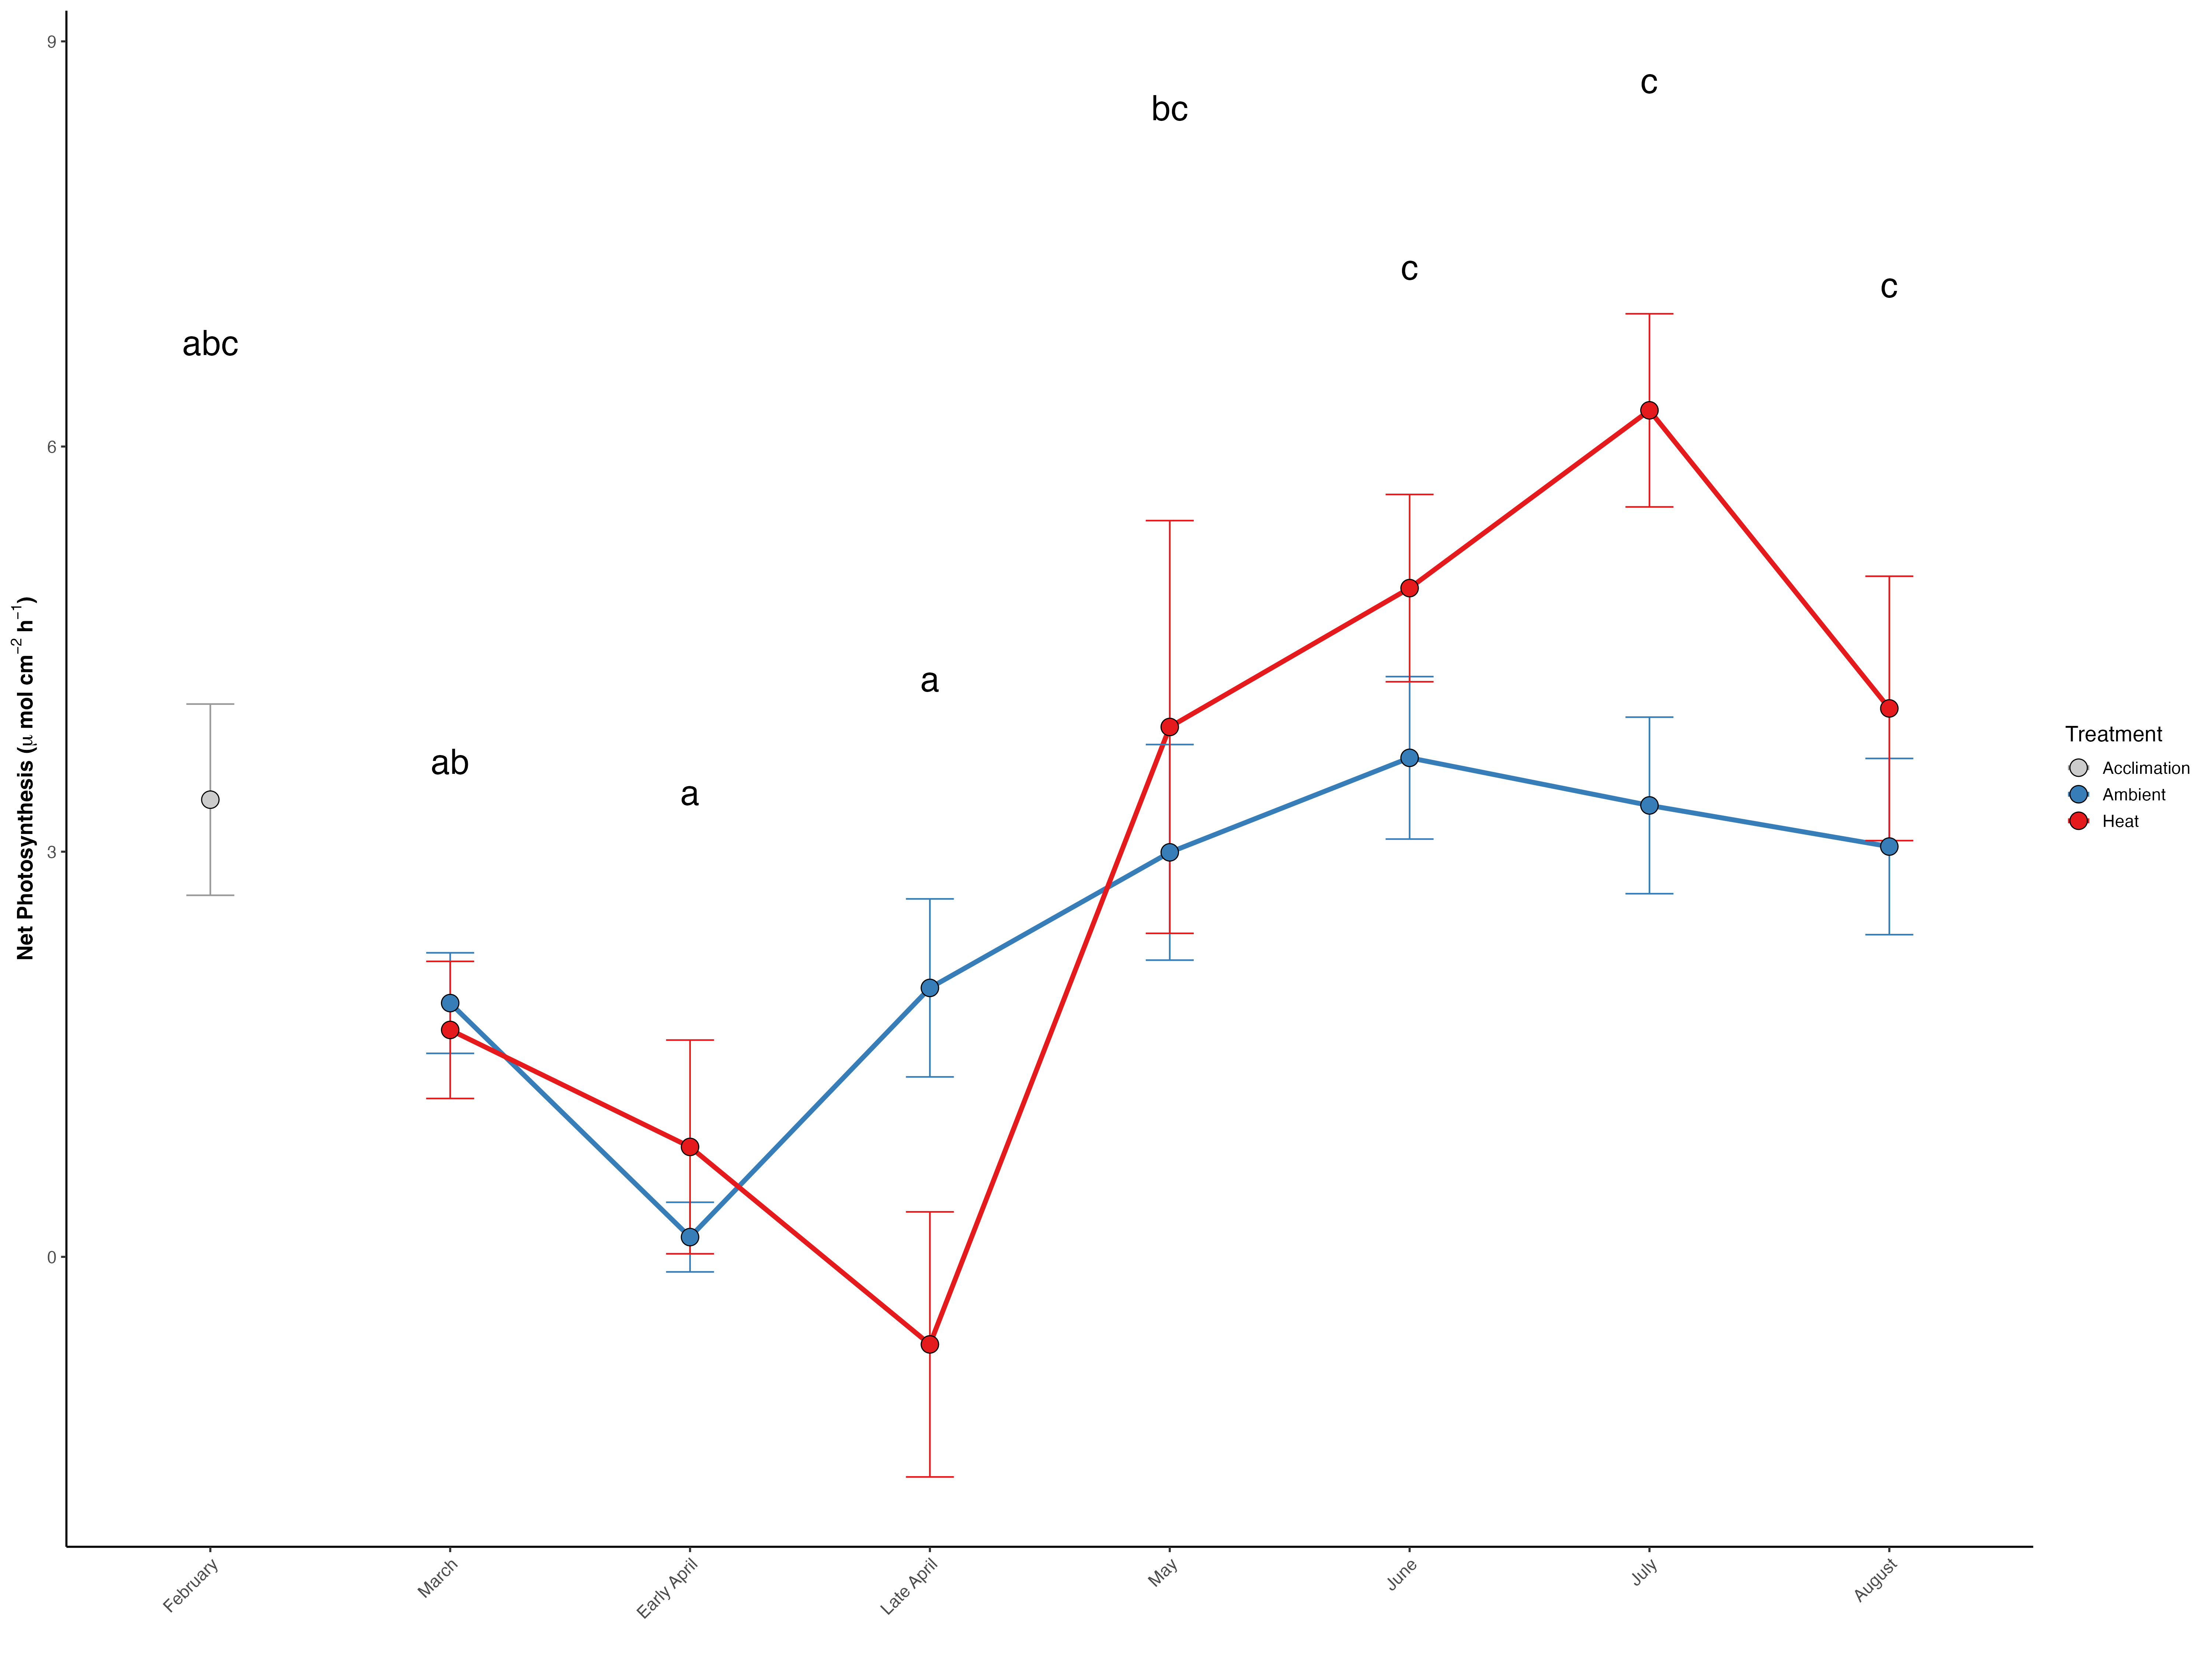 9
c
bc
c
c
abc
6
a
ab
a
3
0
Net Photosynthesis (μ mol cm⁻² h⁻¹)
Treatment
Acclimation
Ambient
Heat
February
March
Early April
Late April
May
June
July
August